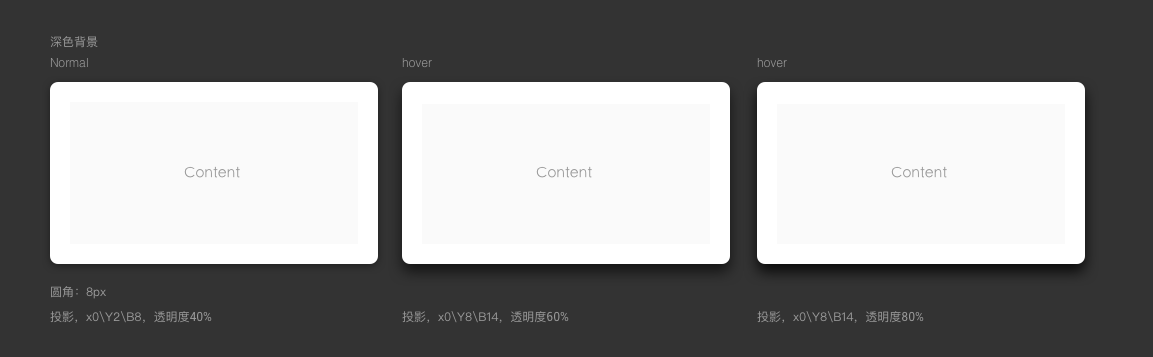 深色背景
Normal
hover
hover
Content
Content
Content
圆角：8px
投影，x0\Y2\B8，透明度40%
投影，x0\Y8\B14，透明度60%
投影，x0\Y8\B14，透明度80%